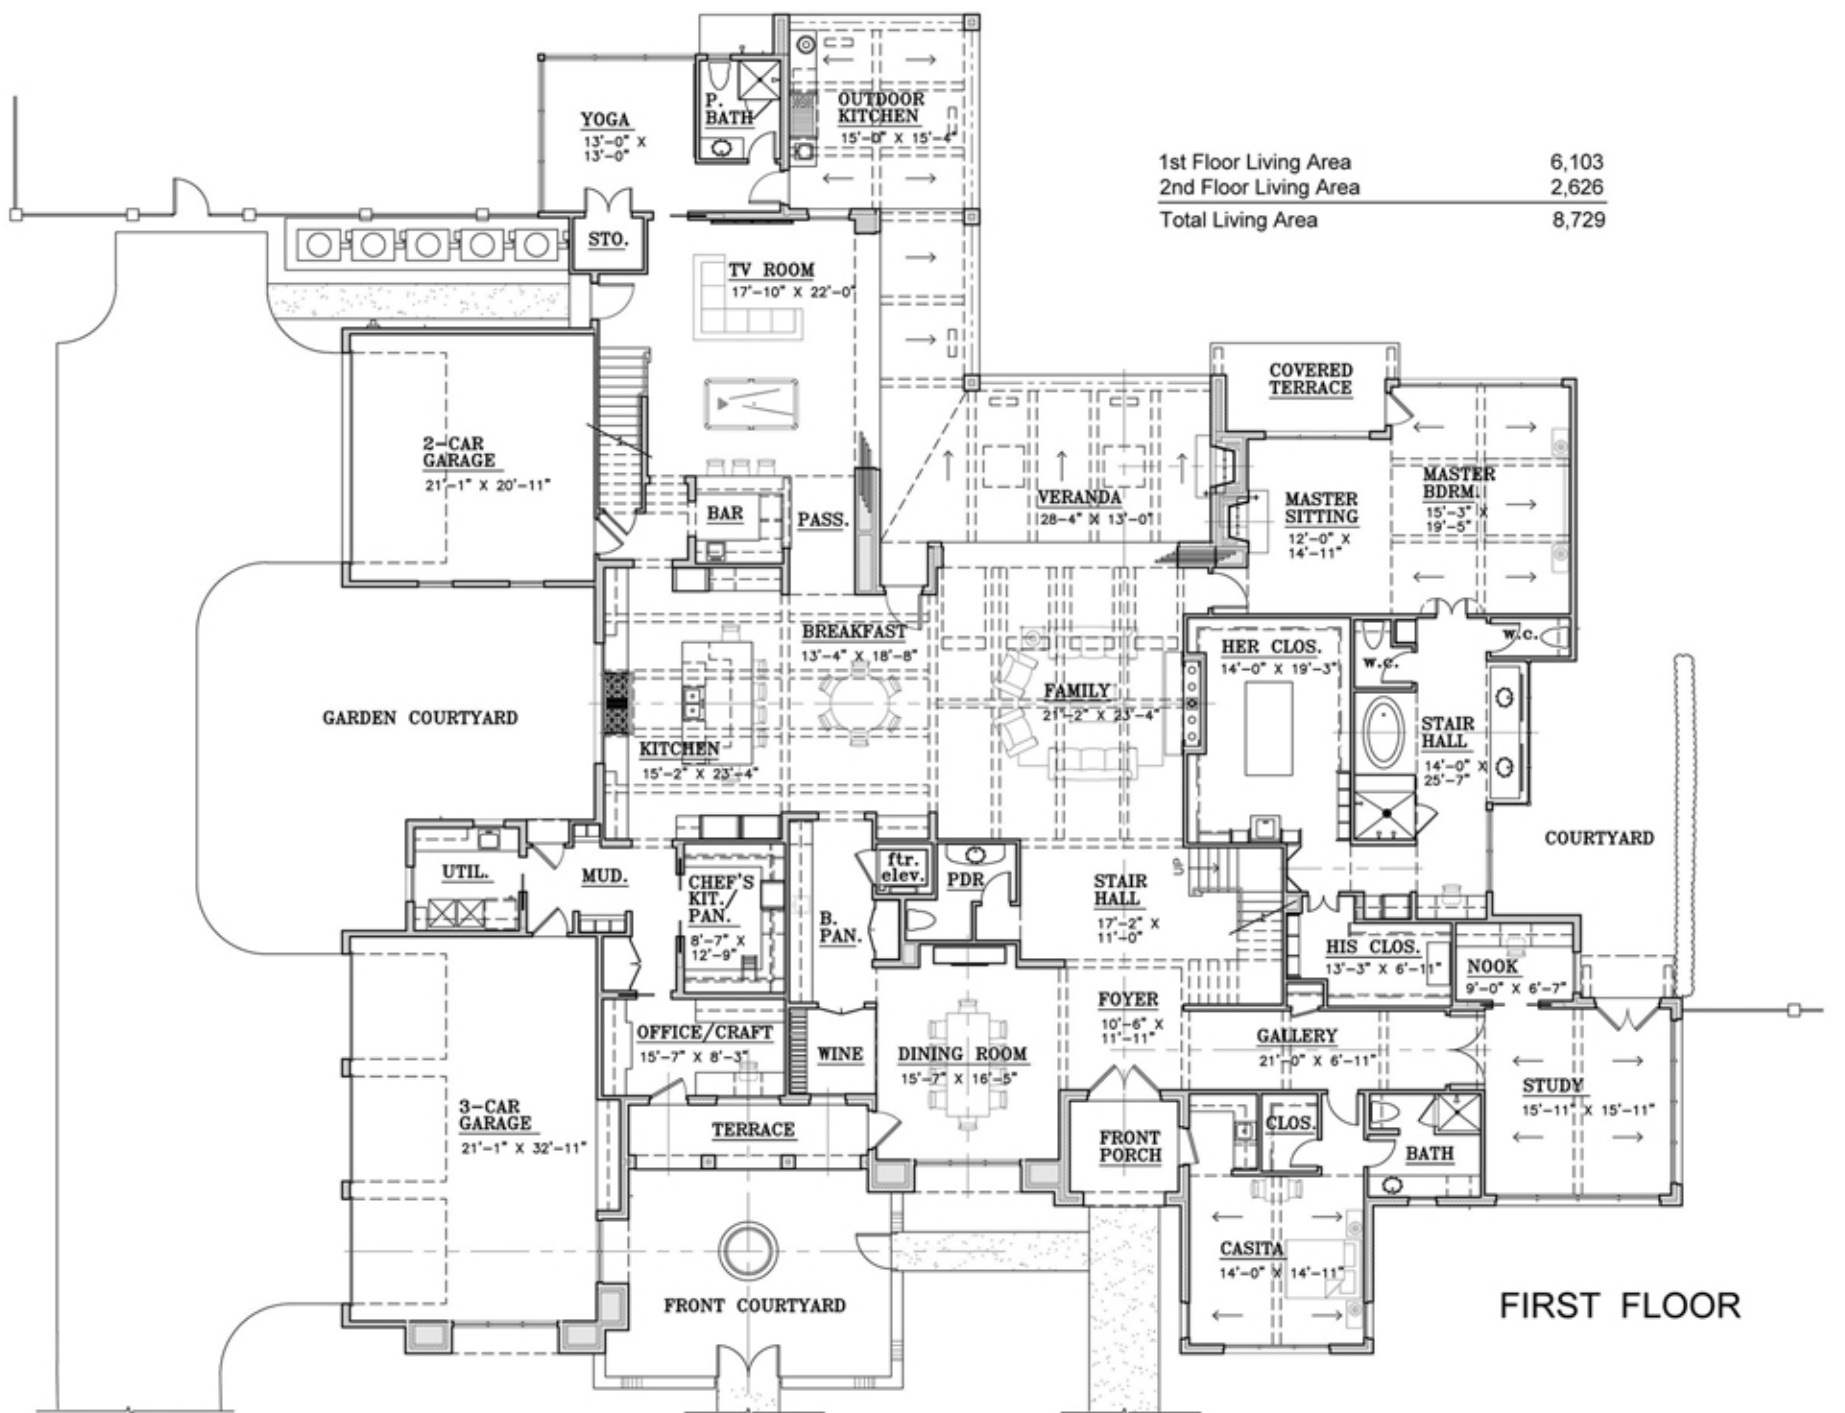 YOGA
13'-0" X
13'-0"
P.
BATH
OUTDOOR
KITCHEN
15'-0" X 15'-4"
1st Floor Living Area 6,103
2nd Floor Living Area 2,626
Total Living Area 8,729
STO.
TV ROOM
17'-10" X 22'-0"
COVERED
TERRACE
2-CAR
GARAGE
21'-1" X 20'-11"
BAR
PASS.
VERANDA
28-4" X 13'-0"
MASTER
SITTING
12'-0" X
14'-11"
MASTER
BDRM.
15'-3" X
19'-5"
BREAKFAST
13'-4" X 18'-8"
HER CLOS.
14'-0" X 19'-3"
W.C.
W.C.
GARDEN COURTYARD
KITCHEN
15'-2" X 23'-4"
FAMILY
21'-2" X 23'-4"
STAIR
HALL
14'-0" X
25'-7"
COURTYARD
UTIL.
MUD.
CHEF'S
KIT./
PAN.
8'-7" X
12'-9"
B.
PAN.
ftr.
elev.
PDR
STAIR
HALL
17'-2" X
11'-0"
up
HIS CLOS.
13'-3" X 6'-11"
NOOK
9'-0" X 6'-7"
OFFICE/CRAFT
15'-7" X 8'-3"
WINE
DINING ROOM
15'-7" X 16'-5"
FOYER
10'-6" X
11'-11"
GALLERY
21'-0" X 6'-11"
STUDY
15'-11" X 15'-11"
3-CAR
GARAGE
21'-1" X 32'-11"
TERRACE
FRONT
PORCH
CLOS.
BATH
CASITA
14'-0" X 14'-11"
FRONT COURTYARD
FIRST FLOOR